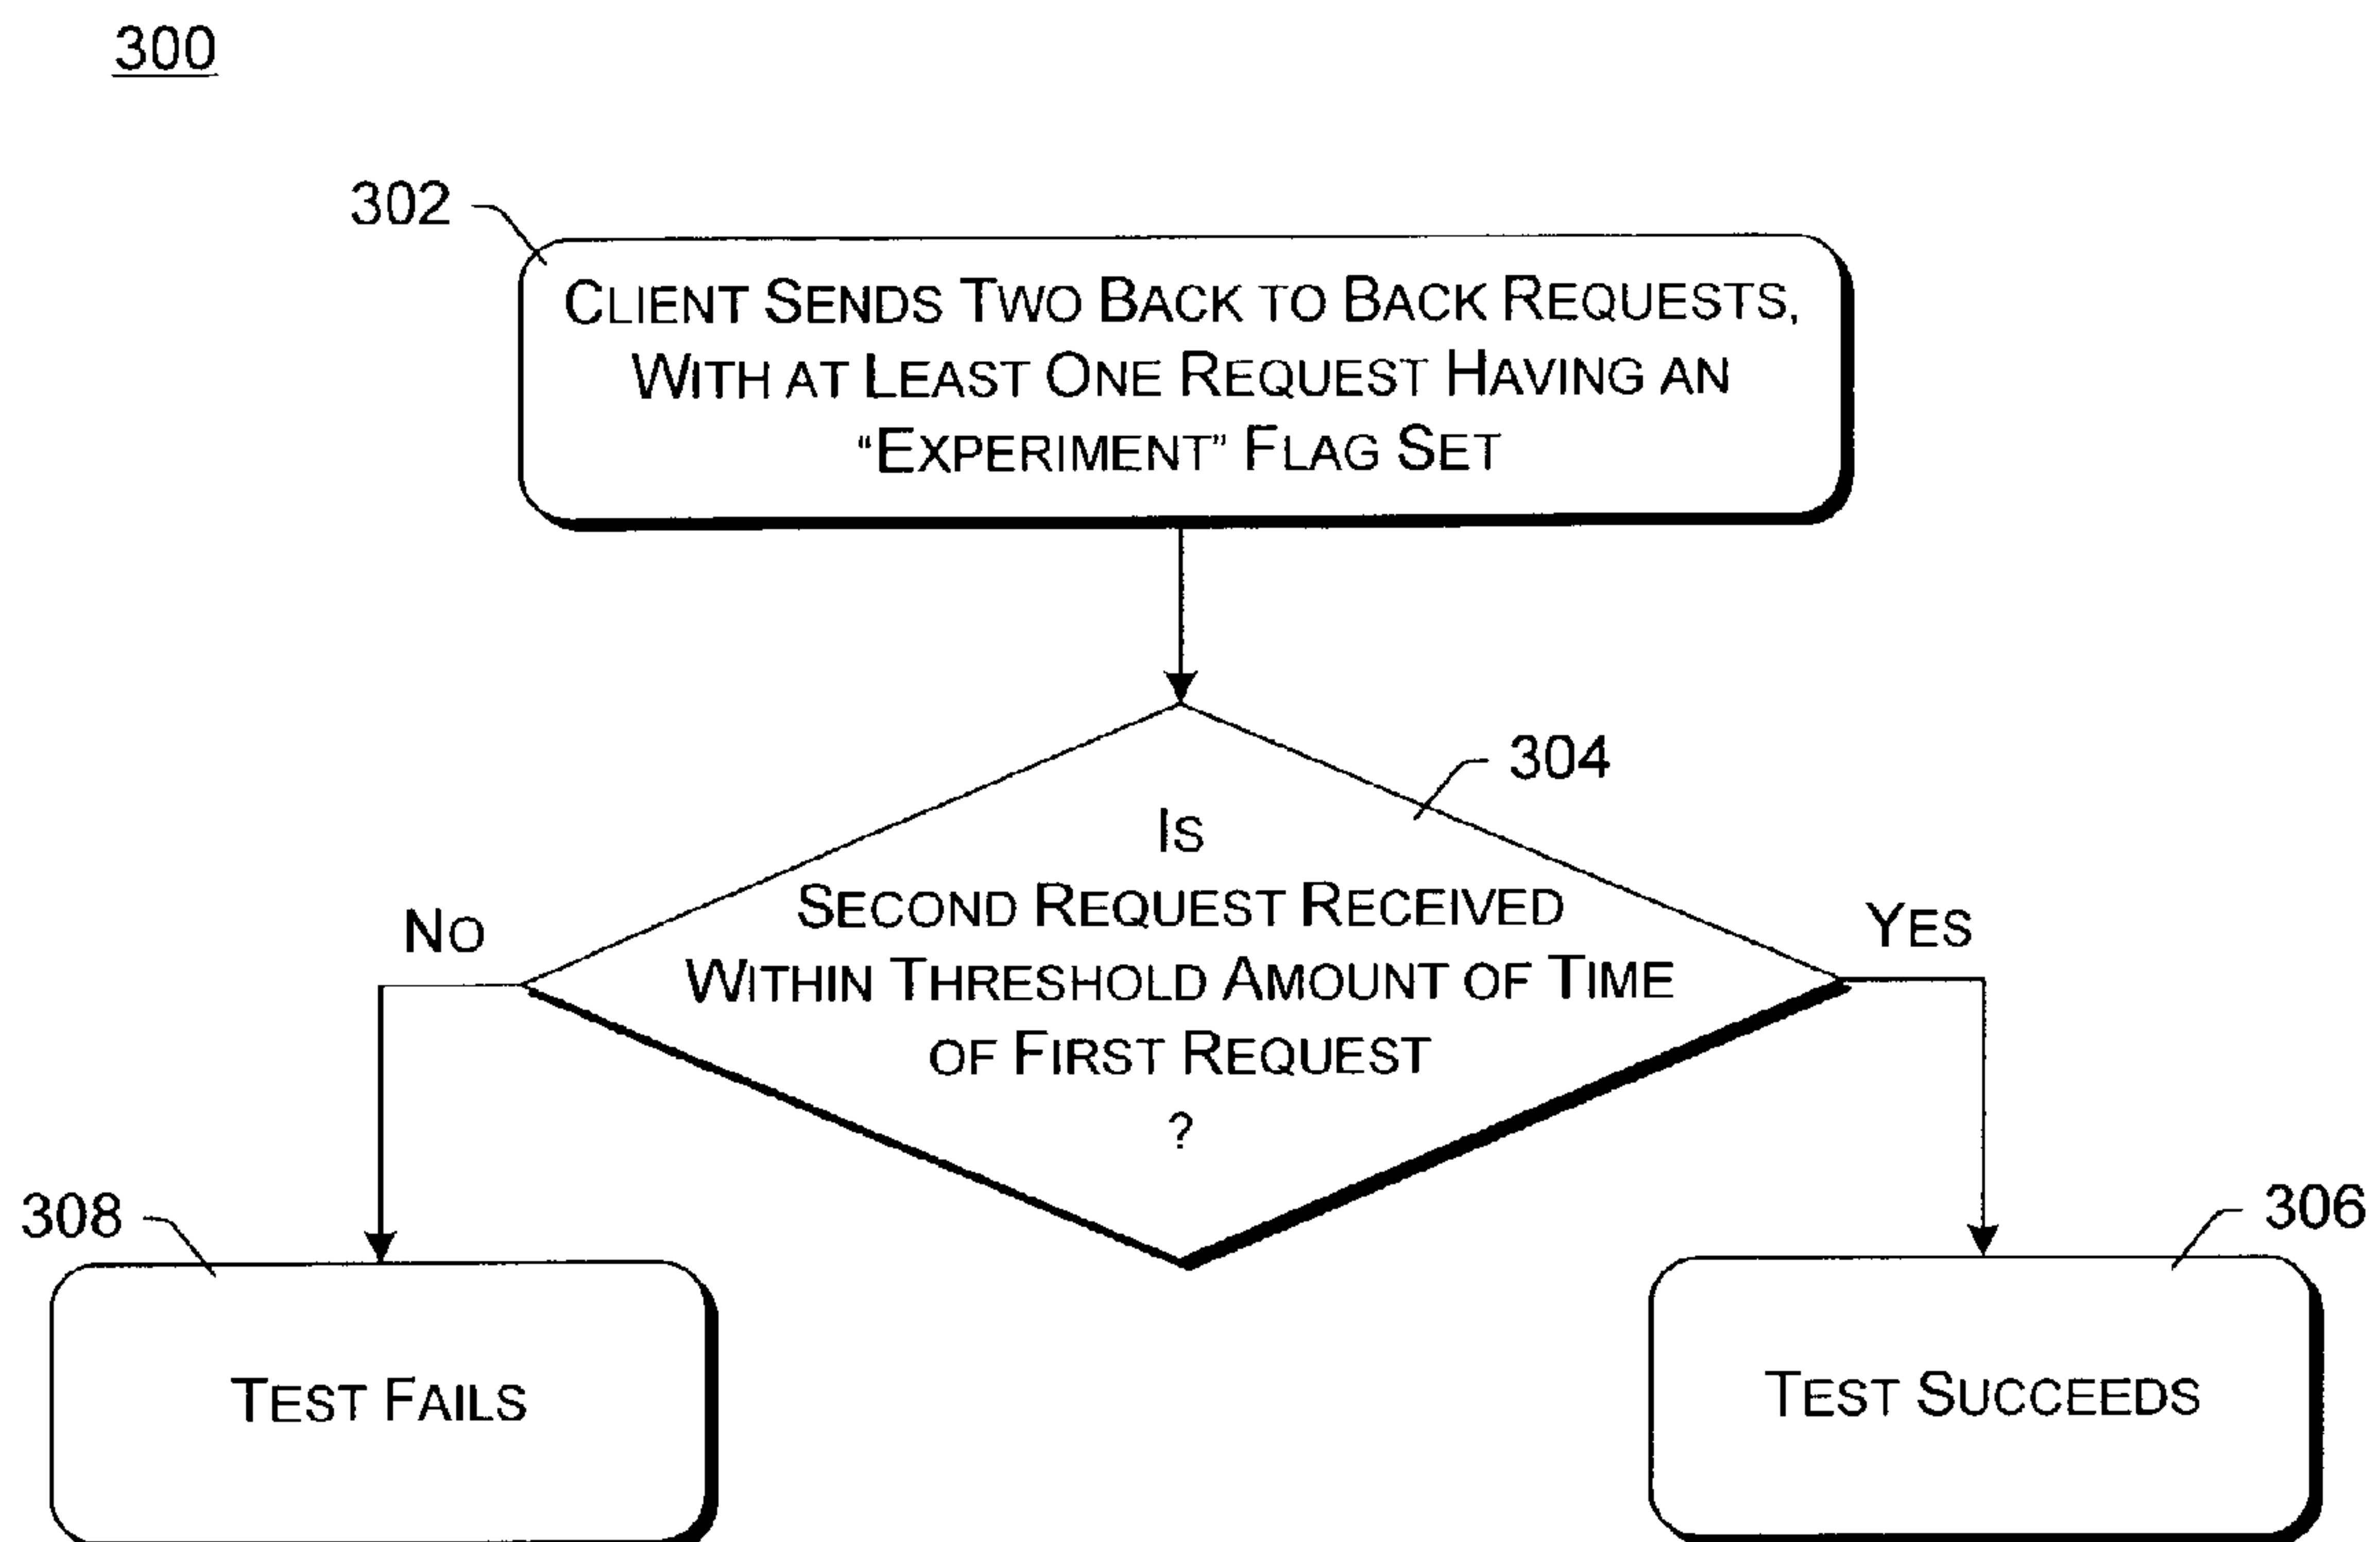 300
302
CLIENT SENDS TWO BACK TO BACK REQUESTS,
WITH AT LEAST ONE REQUEST HAVING AN
“EXPERIMENT” FLAG SET
304
IS
SECOND REQUEST RECEIVED
WITHIN THRESHOLD AMOUNT OF TIME
OF FIRST REQUEST
?
NO
YES
308
306
TEST FAILS
TEST SUCCEEDS